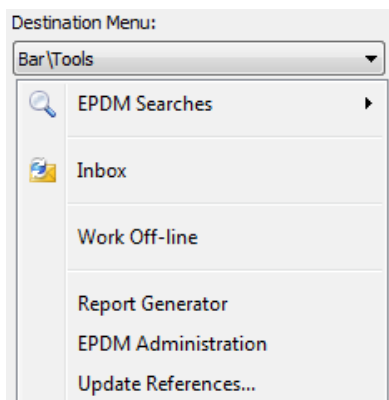 Destination Menu:
Bar\Tools
EPDM Searches
Inbox
Work Off-line
Report Generator
EPDM Administration
Update References...